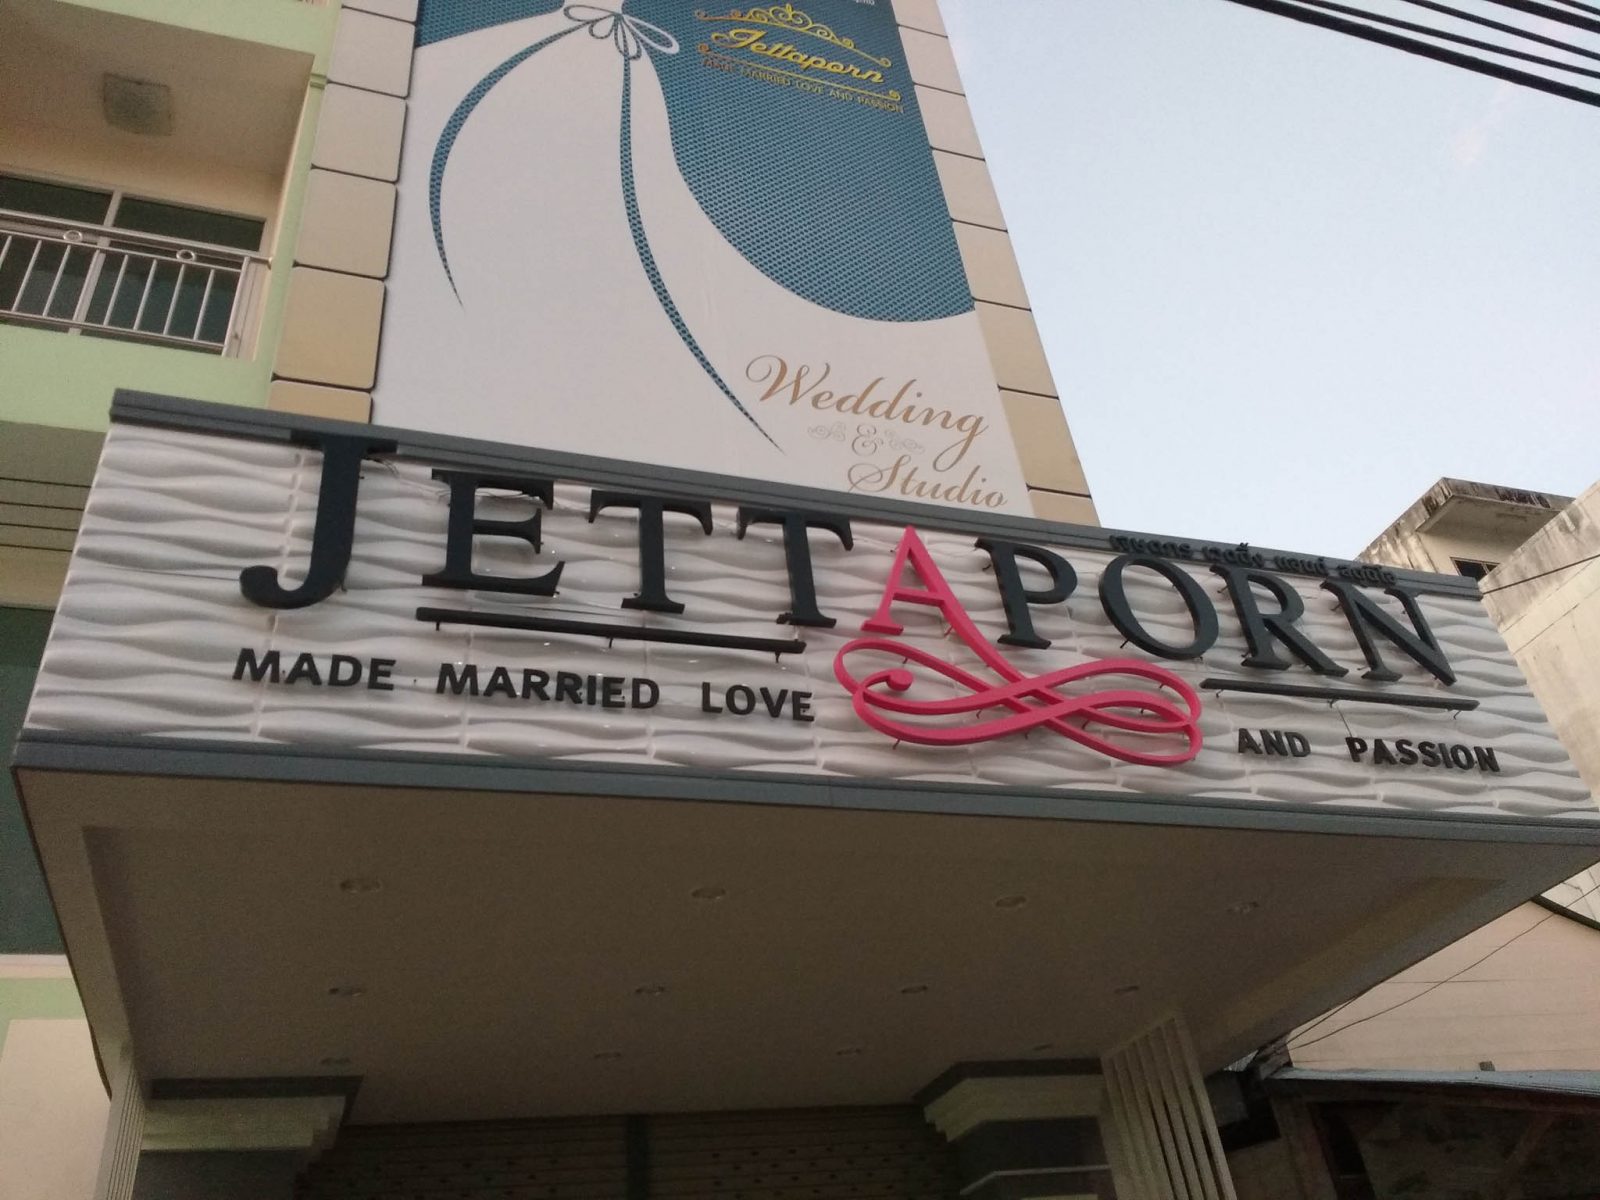 Jettaporn
MADE MARRIED LOVE AND PASSION
Wedding
&
Studio
JETTAPORN
MADE MARRIED LOVE AND PASSION